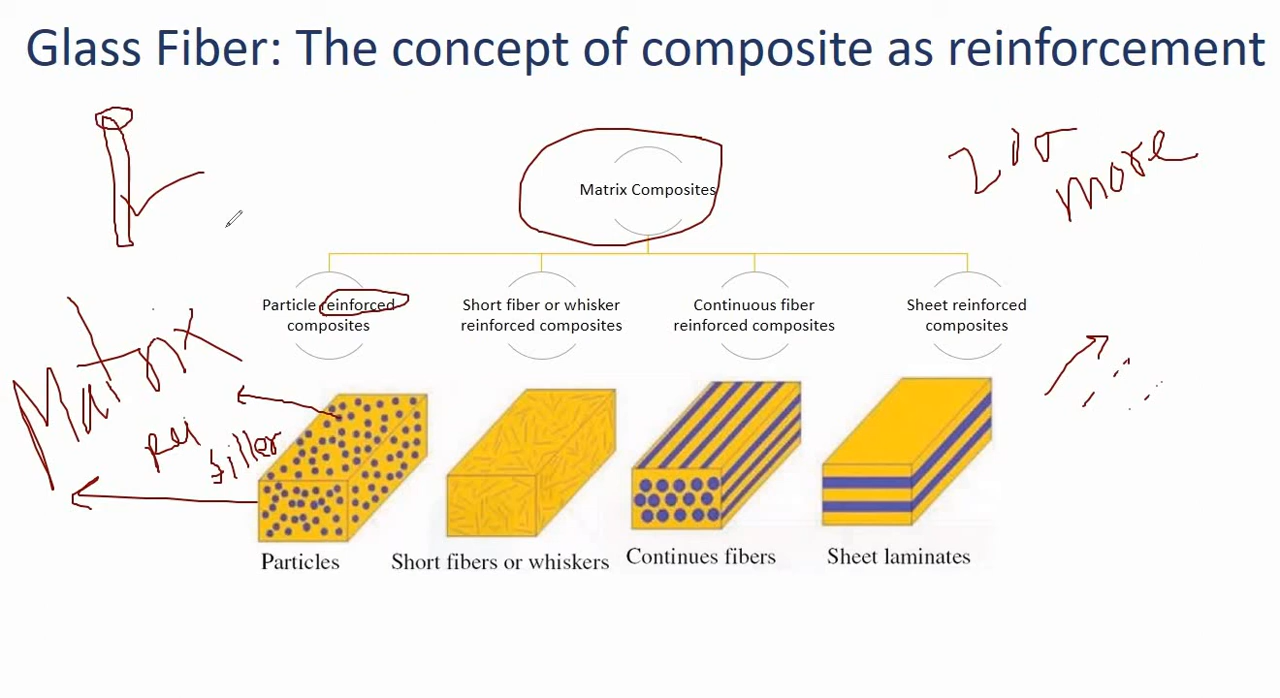 Glass Fiber: The concept of composite as reinforcement
Matrix Composites
more
Particle reinforced
composites
Short fiber or whisker
reinforced composites
Continuous fiber
reinforced composites
Sheet reinforced
composites
Matrix
filler
Particles
Short fibers or whiskers
Continues fibers
Sheet laminates